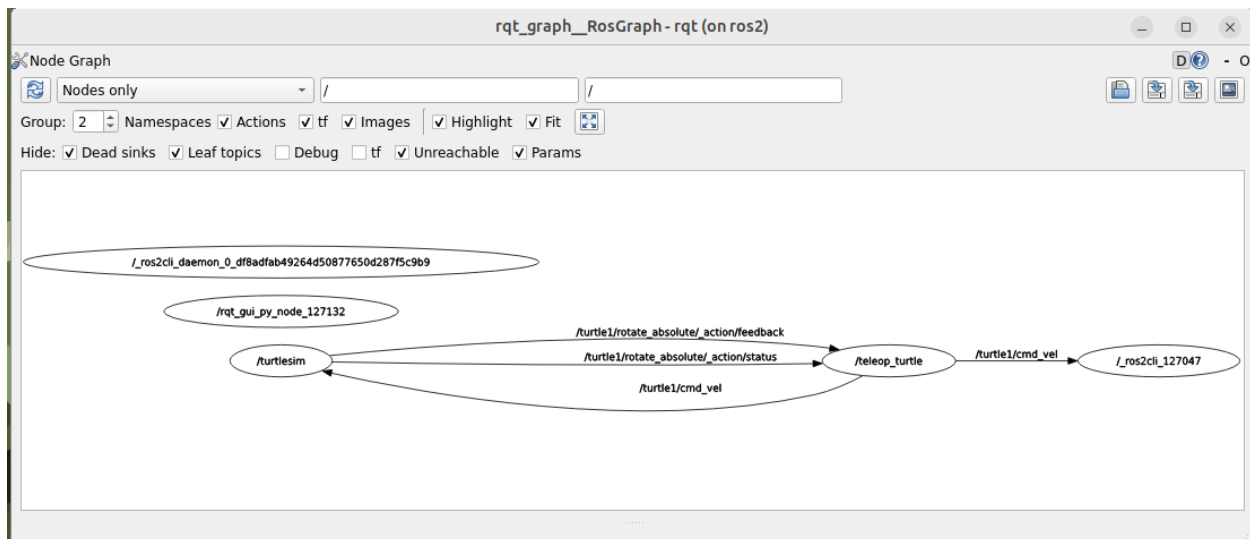 rqt_graph__RosGraph - rqt (on ros2)
Node Graph
D - O
Nodes only / /
Group: 2 Namespaces Actions tf Images Highlight Fit
Hide: Dead sinks Leaf topics Debug tf Unreachable Params
/_ros2cli_daemon_0_df8adfab49264d50877650d287f5c9b9
/rqt_gui_py_node_127132
/turtle1/rotate_absolute/_action/feedback
/turtlesim /turtle1/rotate_absolute/_action/status /teleop_turtle /turtle1/cmd_vel /_ros2cli_127047
/turtle1/cmd_vel